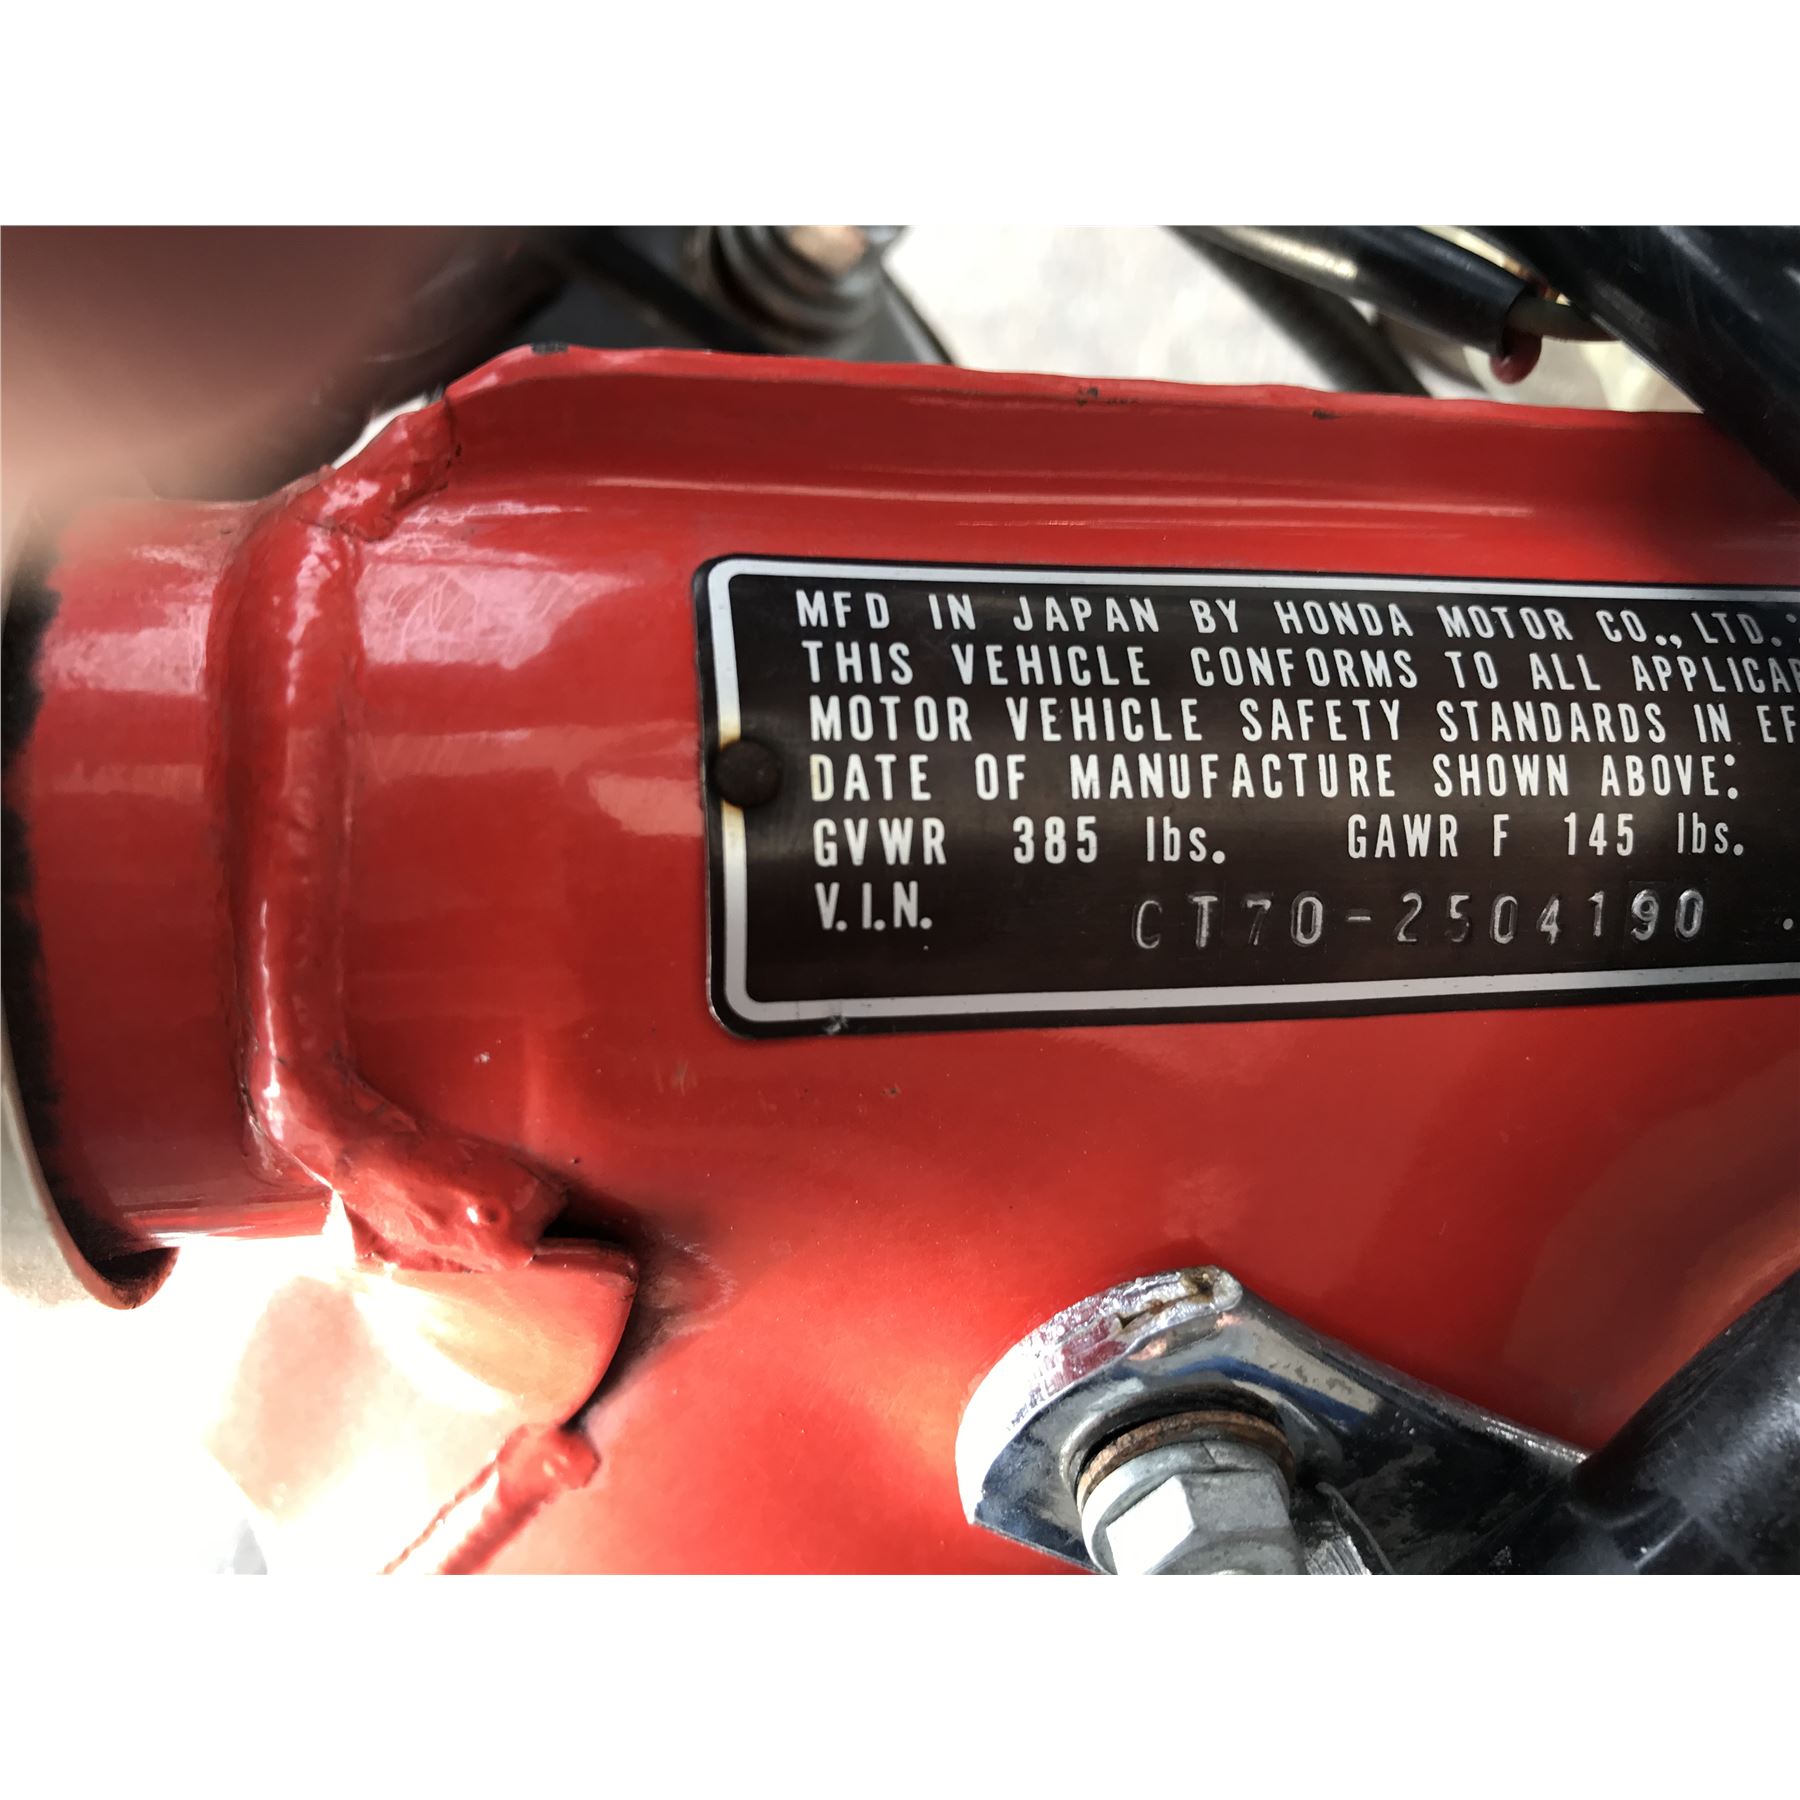 MFD IN JAPAN BY HONDA MOTOR CO., LTD.
THIS VEHICLE CONFORMS TO ALL
MOTOR VEHICLE SAFETY STANDARDS IN
DATE OF MANUFACTURE SHOWN ABOVE:
GVWR 385 lbs. GAWR F 145 lbs.
V.I.N. CT70-2504190